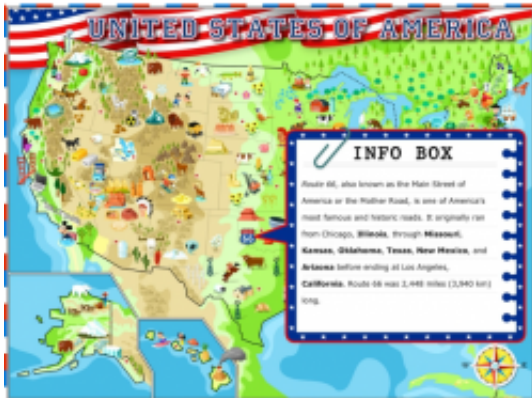 UNITED STATES OF AMERICA
INFO BOX
Route 66, also known as the Main Street of
America or the Mother Road, is one of America's
most famous and historic roads. It originally ran
from Chicago, Illinois, through Missouri,
Kansas, Oklahoma, Texas, New Mexico, and
Arizona before ending at Los Angeles,
California. Route 66 was 2,448 miles (3,940 km)
long.